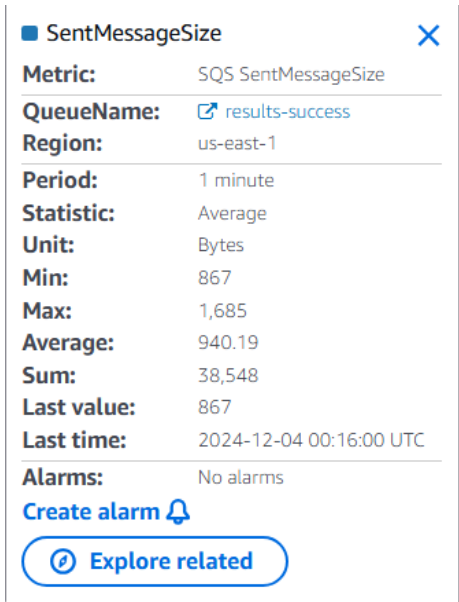 SentMessageSize
Metric: SQS SentMessageSize
QueueName: results-success
Region: us-east-1
Period: 1 minute
Statistic: Average
Unit: Bytes
Min: 867
Max: 1,685
Average: 940.19
Sum: 38,548
Last value: 867
Last time: 2024-12-04 00:16:00 UTC
Alarms: No alarms
Create alarm
Explore related